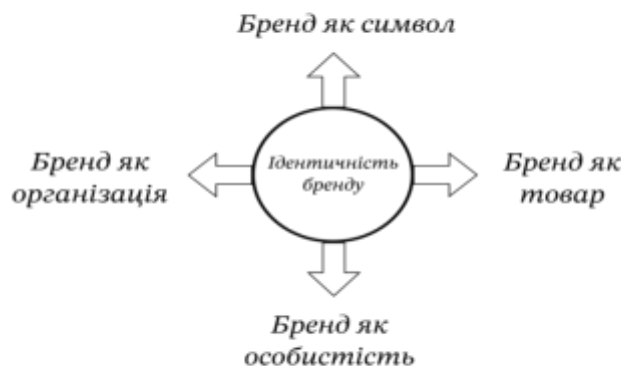 Бренд як символ
Бренд як
організація
Ідентичність
бренду
Бренд як
товар
Бренд як
особистість